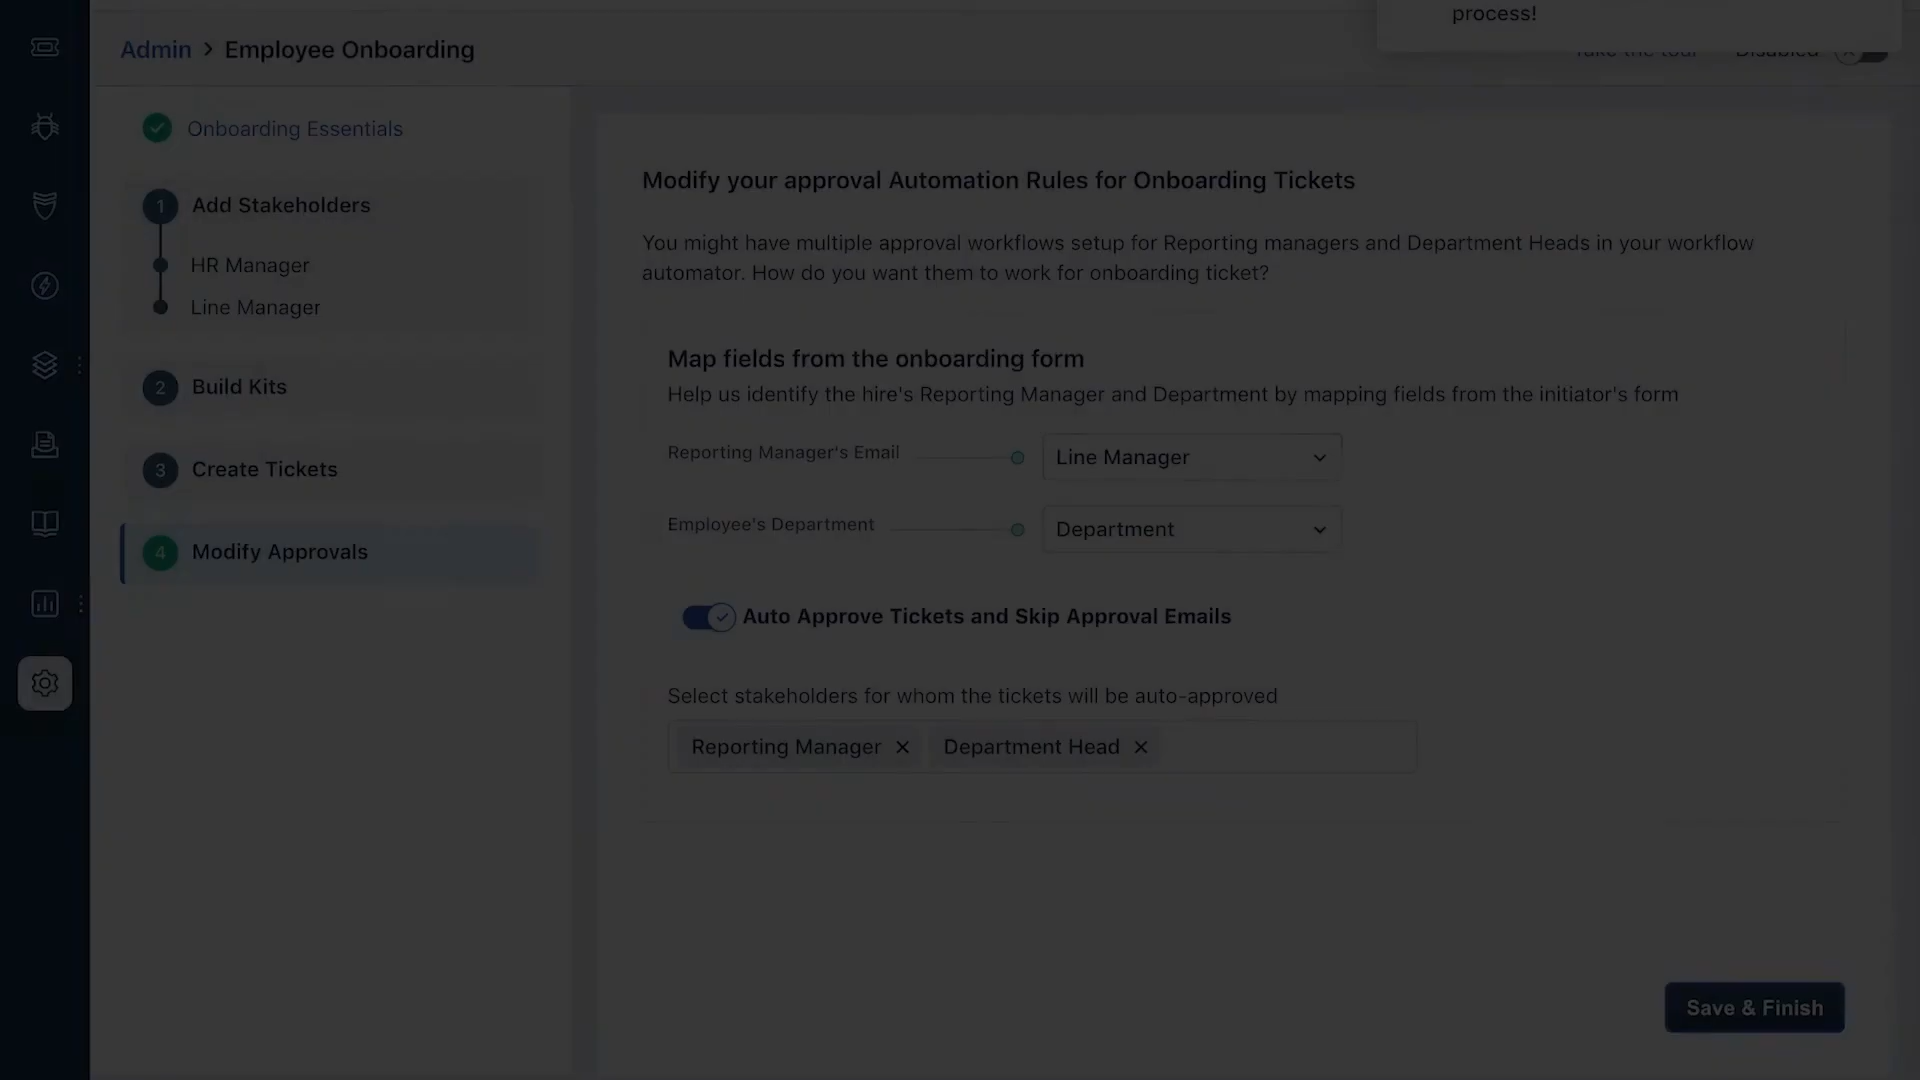 process!
Admin > Employee Onboarding
Take the tour
Disabled
Onboarding Essentials
1 Add Stakeholders
HR Manager
Line Manager
2 Build Kits
3 Create Tickets
4 Modify Approvals
Modify your approval Automation Rules for Onboarding Tickets
You might have multiple approval workflows setup for Reporting managers and Department Heads in your workflow
automator. How do you want them to work for onboarding ticket?
Map fields from the onboarding form
Help us identify the hire's Reporting Manager and Department by mapping fields from the initiator's form
Reporting Manager's Email Line Manager
Employee's Department Department
Auto Approve Tickets and Skip Approval Emails
Select stakeholders for whom the tickets will be auto-approved
Reporting Manager × Department Head ×
Save & Finish